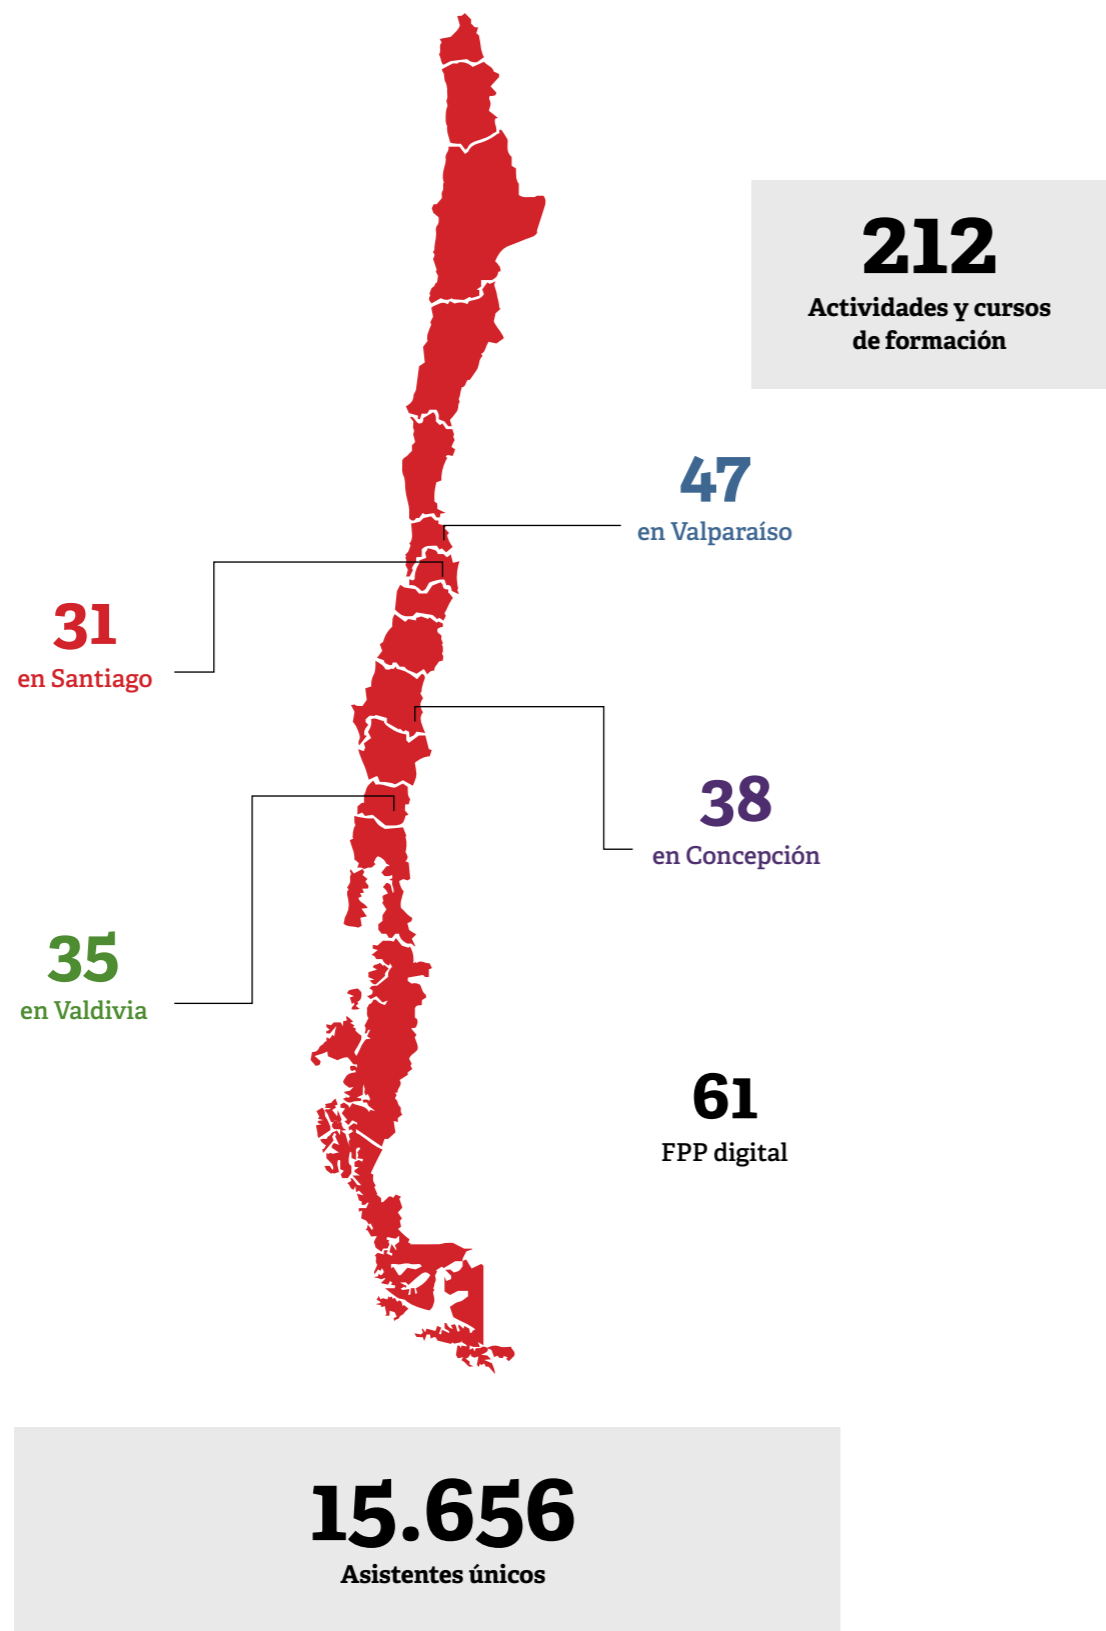 212
Actividades y cursos
de formación
47
en Valparaíso
31
en Santiago
38
en Concepción
35
en Valdivia
61
FPP digital
15.656
Asistentes únicos